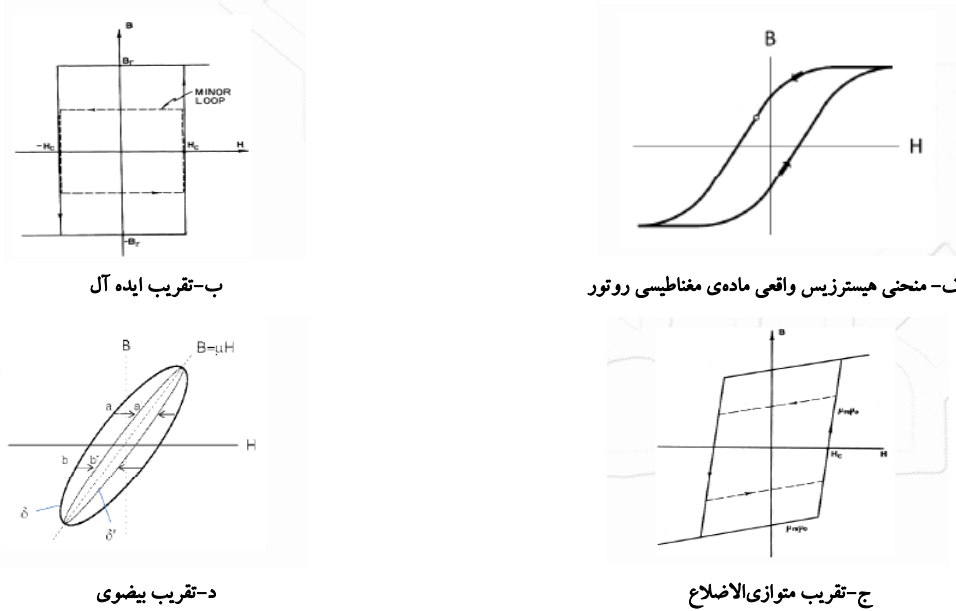 B
Br
MINOR
LOOP
-Hc
Hc
H
-Br
ب-تقریب ایده آل
B
H
ک- منحنی هیسترزیس واقعی ماده‌ی مغناطیسی روتور
B
B=μH
a
a
H
b
b'
δ
δ'
د-تقریب بیضوی
B
Hc
H
ج-تقریب متوازی‌الاضلاع